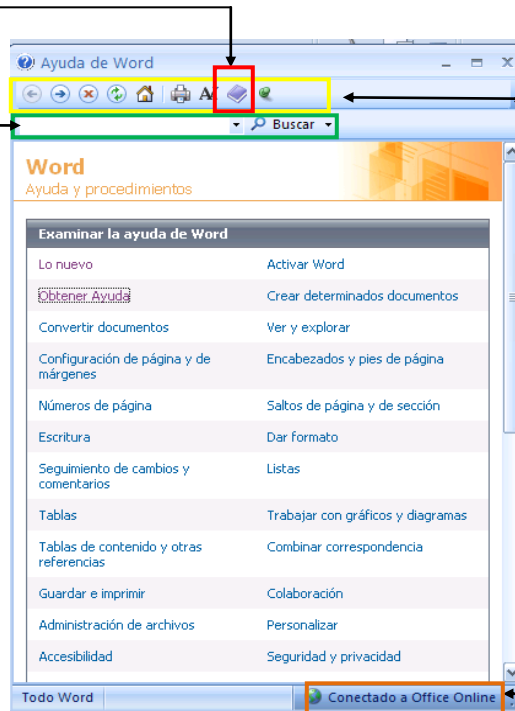 Ayuda de Word
Buscar
Word
Ayuda y procedimientos
Examinar la ayuda de Word
Lo nuevo
Activar Word
Obtener Ayuda
Crear determinados documentos
Convertir documentos
Ver y explorar
Configuración de página y de
márgenes
Encabezados y pies de página
Números de página
Saltos de página y de sección
Escritura
Dar formato
Seguimiento de cambios y
comentarios
Listas
Tablas
Trabajar con gráficos y diagramas
Tablas de contenido y otras
referencias
Combinar correspondencia
Guardar e imprimir
Colaboración
Administración de archivos
Personalizar
Accesibilidad
Seguridad y privacidad
Todo Word
Conectado a Office Online